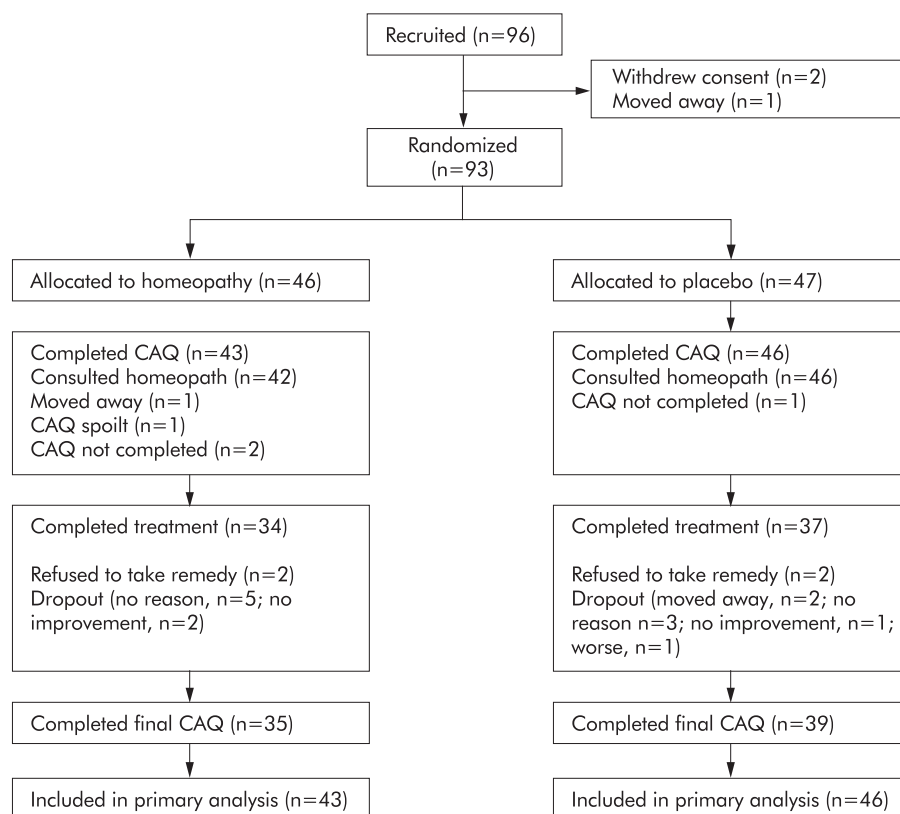 Recruited (n=96)
Withdrew consent (n=2)
Moved away (n=1)
Randomized
(n=93)
Allocated to homeopathy (n=46)
Allocated to placebo (n=47)
Completed CAQ (n=43)
Consulted homeopath (n=42)
Moved away (n=1)
CAQ spoilt (n=1)
CAQ not completed (n=2)
Completed CAQ (n=46)
Consulted homeopath (n=46)
CAQ not completed (n=1)
Completed treatment (n=34)
Refused to take remedy (n=2)
Dropout (no reason, n=5; no
improvement, n=2)
Completed treatment (n=37)
Refused to take remedy (n=2)
Dropout (moved away, n=2; no
reason n=3; no improvement, n=1;
worse, n=1)
Completed final CAQ (n=35)
Completed final CAQ (n=39)
Included in primary analysis (n=43)
Included in primary analysis (n=46)